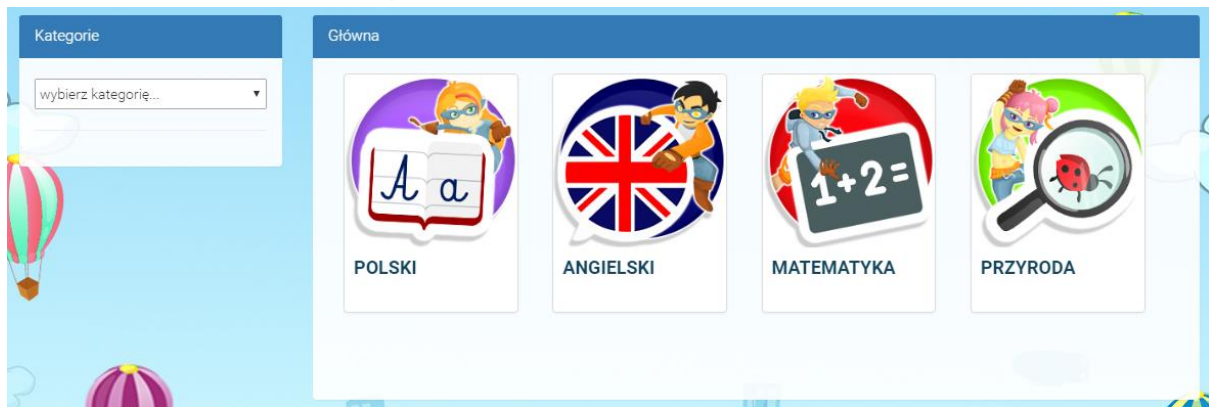 Kategorie
wybierz kategorię...
Główna
A a
1+2=
POLSKI
ANGIELSKI
MATEMATYKA
PRZYRODA